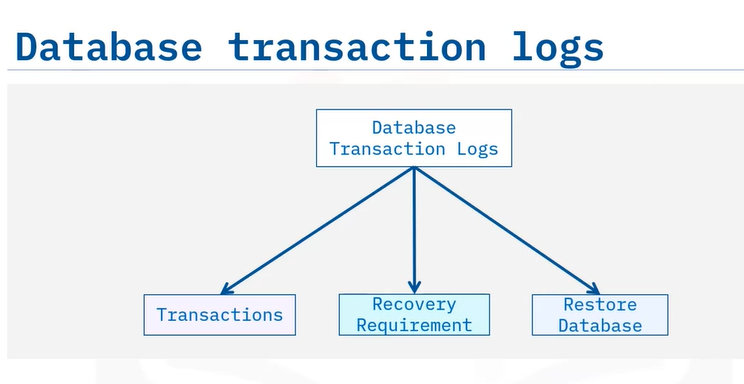 Database transaction logs
Database
Transaction Logs
Transactions
Recovery
Requirement
Restore
Database